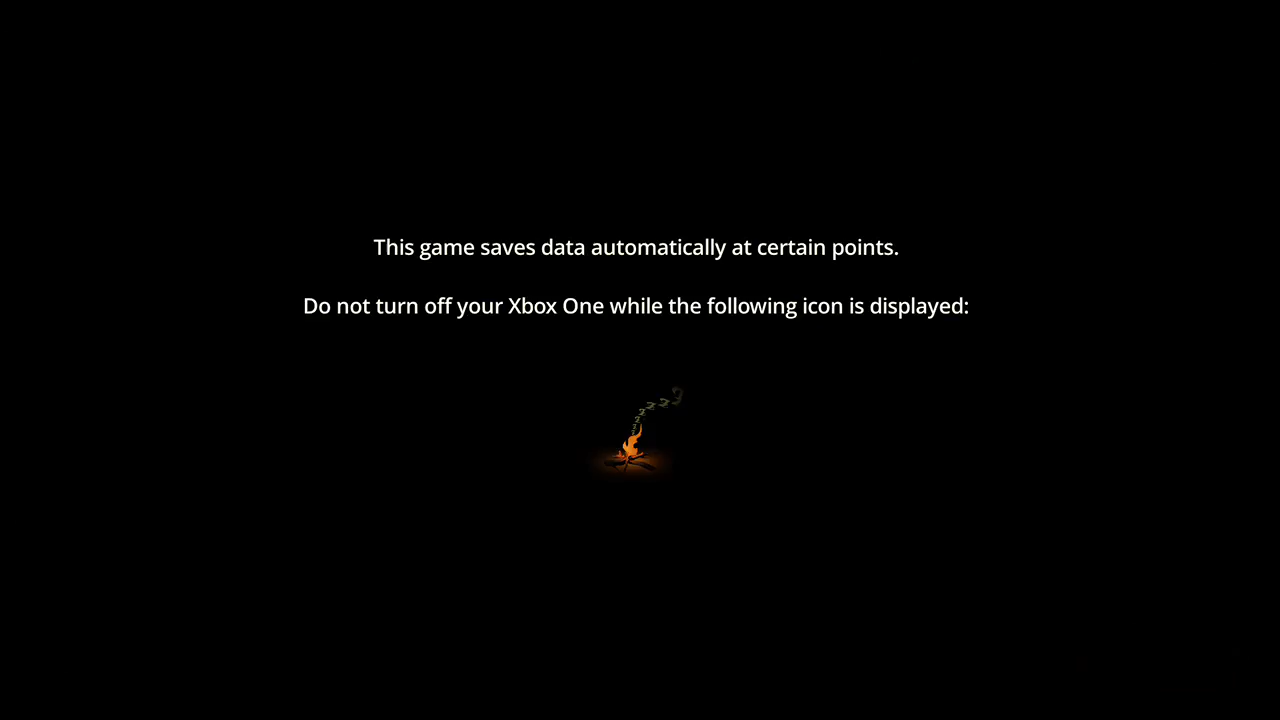 This game saves data automatically at certain points.
Do not turn off your Xbox One while the following icon is displayed: